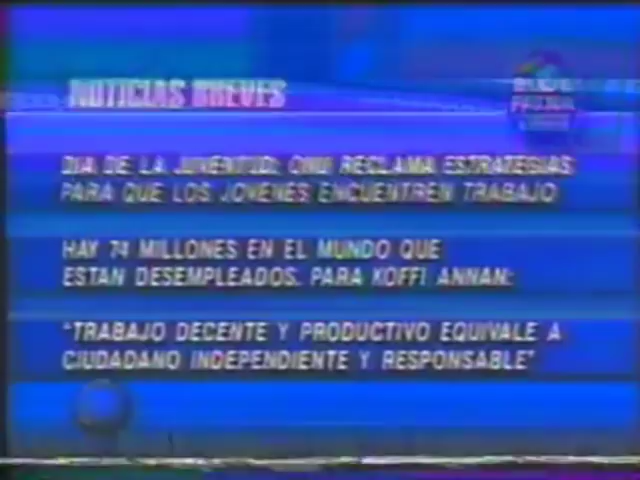 NOTICIAS BREVES
DIA DE LA JUVENTUD: ONU RECLAMA ESTRATEGIAS
PARA QUE LOS JOVENES ENCUENTREN TRABAJO
HAY 74 MILLONES EN EL MUNDO QUE
ESTAN DESEMPLEADOS. PARA KOFFI ANNAN:
"TRABAJO DECENTE Y PRODUCTIVO EQUIVALE A
CIUDADANO INDEPENDIENTE Y RESPONSABLE"